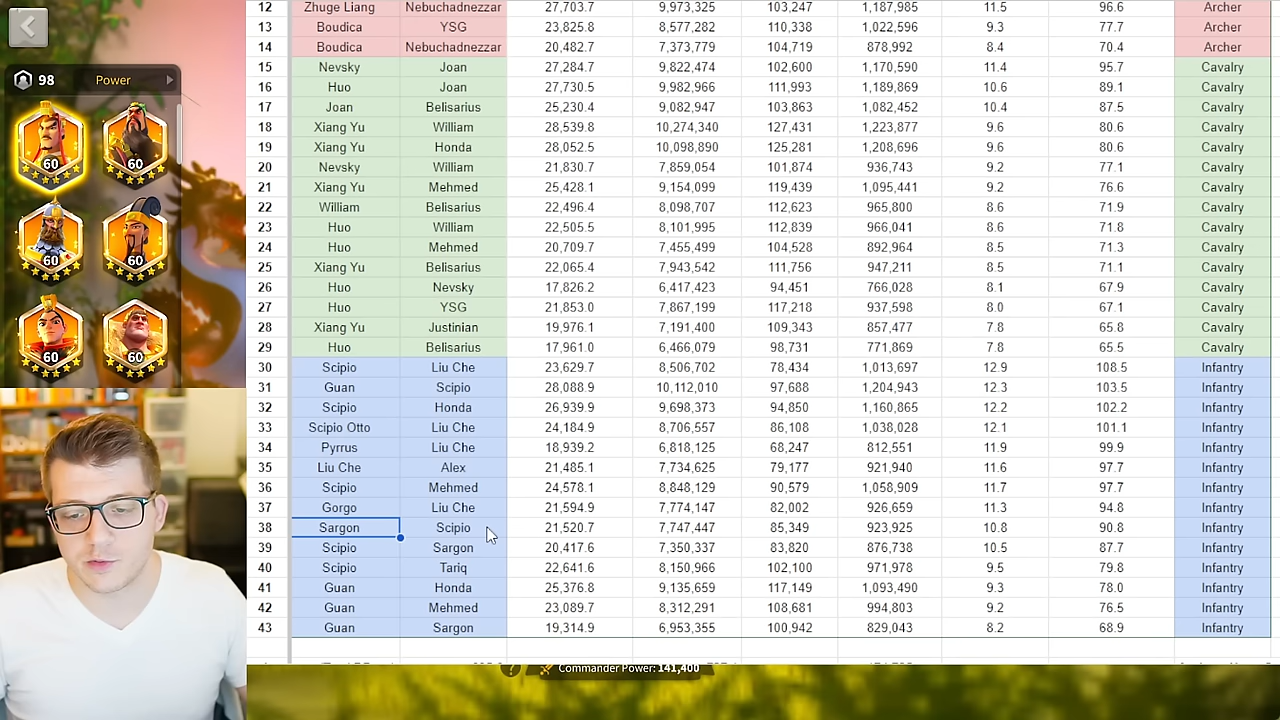 98 Power
60 60
60 60
60 60
12 Zhuge Liang Nebuchadnezzar 27,703.7 9,973,325 103,247 1,187,985 11.5 96.6 Archer
13 Boudica YSG 23,825.8 8,577,282 110,338 1,022,596 9.3 77.7 Archer
14 Boudica Nebuchadnezzar 20,482.7 7,373,779 104,719 878,992 8.4 70.4 Archer
15 Nevsky Joan 27,284.7 9,822,474 102,600 1,170,590 11.4 95.7 Cavalry
16 Huo Joan 27,730.5 9,982,966 111,993 1,189,869 10.6 89.1 Cavalry
17 Joan Belisarius 25,230.4 9,082,947 103,863 1,082,452 10.4 87.5 Cavalry
18 Xiang Yu William 28,539.8 10,274,340 127,431 1,223,877 9.6 80.6 Cavalry
19 Xiang Yu Honda 28,052.5 10,098,890 125,281 1,208,696 9.6 80.6 Cavalry
20 Nevsky William 21,830.7 7,859,054 101,874 936,743 9.2 77.1 Cavalry
21 Xiang Yu Mehmed 25,428.1 9,154,099 119,439 1,095,441 9.2 76.6 Cavalry
22 William Belisarius 22,496.4 8,098,707 112,623 965,800 8.6 71.9 Cavalry
23 Huo William 22,505.5 8,101,995 112,839 966,041 8.6 71.8 Cavalry
24 Huo Mehmed 20,709.7 7,455,499 104,528 892,964 8.5 71.3 Cavalry
25 Xiang Yu Belisarius 22,065.4 7,943,542 111,756 947,211 8.5 71.1 Cavalry
26 Huo Nevsky 17,826.2 6,417,423 94,451 766,028 8.1 67.9 Cavalry
27 Huo YSG 21,853.0 7,867,199 117,218 937,598 8.0 67.1 Cavalry
28 Xiang Yu Justinian 19,976.1 7,191,400 109,343 857,477 7.8 65.8 Cavalry
29 Huo Belisarius 17,961.0 6,466,079 98,731 771,869 7.8 65.5 Cavalry
30 Scipio Liu Che 23,629.7 8,506,702 78,434 1,013,697 12.9 108.5 Infantry
31 Guan Scipio 28,088.9 10,112,010 97,688 1,204,943 12.3 103.5 Infantry
32 Scipio Honda 26,939.9 9,698,373 94,850 1,160,865 12.2 102.2 Infantry
33 Scipio Otto Liu Che 24,184.9 8,706,557 86,108 1,038,028 12.1 101.1 Infantry
34 Pyrrus Liu Che 18,939.2 6,818,125 68,247 812,551 11.9 99.9 Infantry
35 Liu Che Alex 21,485.1 7,734,625 79,177 921,940 11.6 97.7 Infantry
36 Scipio Mehmed 24,578.1 8,848,129 90,579 1,058,909 11.7 97.7 Infantry
37 Gorgo Liu Che 21,594.9 7,774,147 82,002 926,659 11.3 94.8 Infantry
38 Sargon Scipio 21,520.7 7,747,447 85,349 923,925 10.8 90.8 Infantry
39 Scipio Sargon 20,417.6 7,350,337 83,820 876,738 10.5 87.7 Infantry
40 Scipio Tariq 22,641.6 8,150,966 102,100 971,978 9.5 79.8 Infantry
41 Guan Honda 25,376.8 9,135,659 117,149 1,093,490 9.3 78.0 Infantry
42 Guan Mehmed 23,089.7 8,312,291 108,681 994,803 9.2 76.5 Infantry
43 Guan Sargon 19,314.9 6,953,355 100,942 829,043 8.2 68.9 Infantry
? Commander Power: 141,400